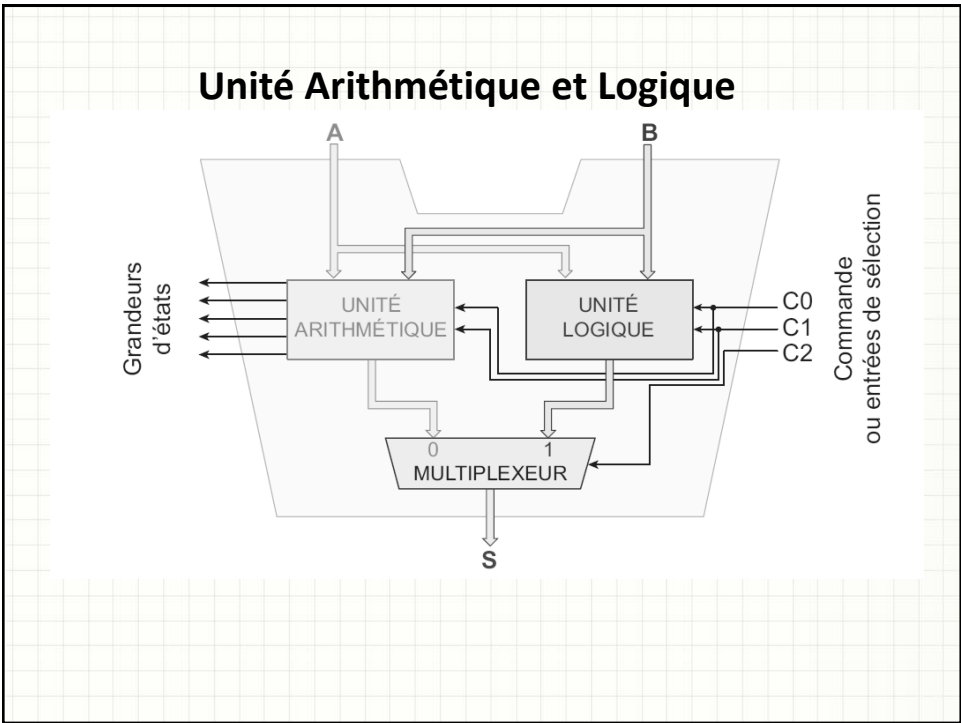 Unité Arithmétique et Logique
A
B
Grandeurs
d'états
UNITÉ
ARITHMÉTIQUE
UNITÉ
LOGIQUE
C0
C1
C2
Commande
ou entrées de sélection
0
1
MULTIPLEXEUR
S